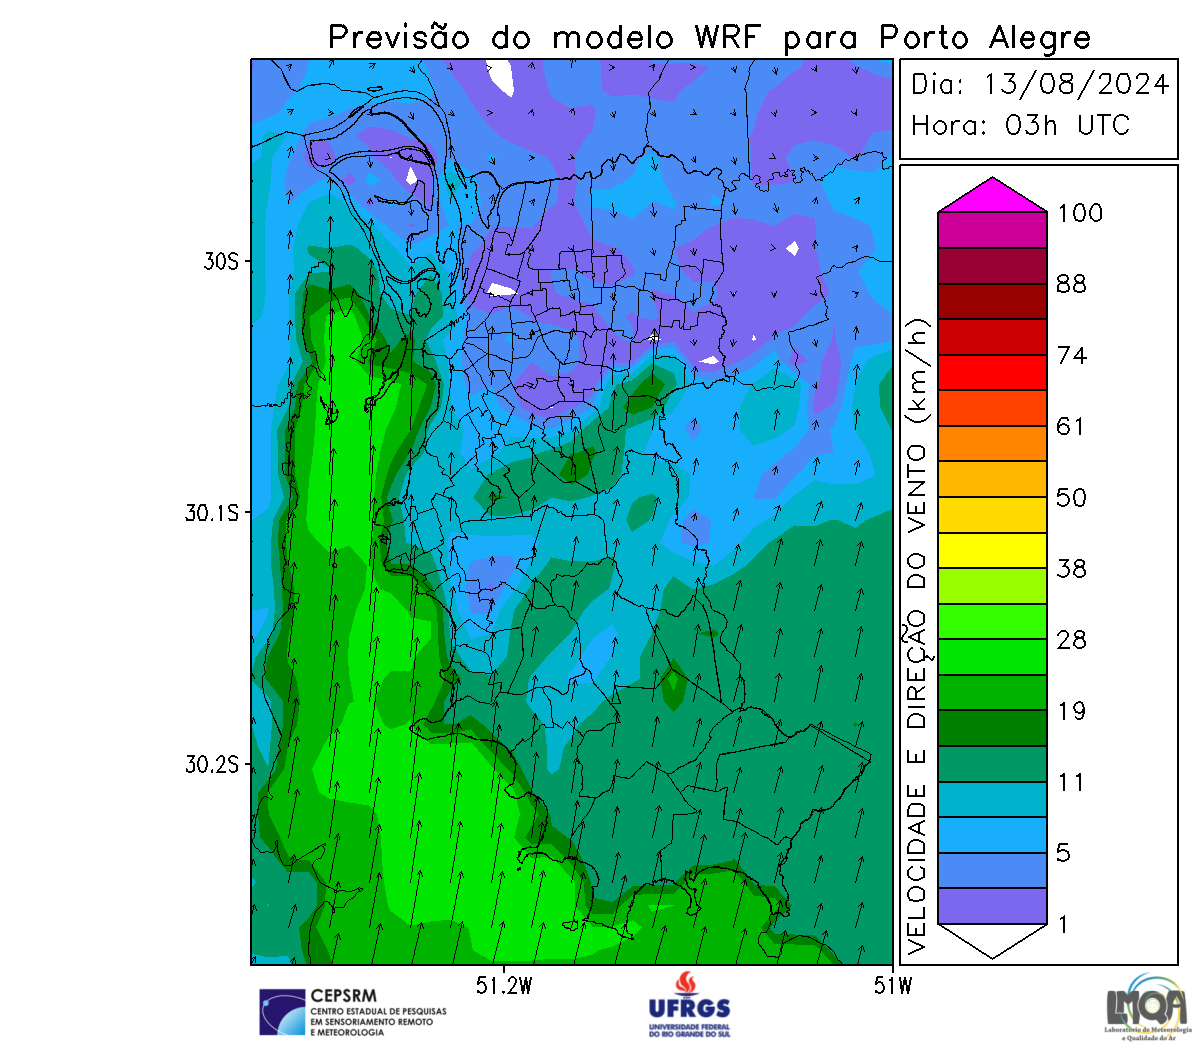 Previsão do modelo WRF para Porto Alegre
Dia: 13/08/2024
Hora: 03h UTC
100
88
74
61
50
38
28
19
11
5
1
VELOCIDADE E DIREÇÃO DO VENTO (km/h)
30S
30.1S
30.2S
51.2W
51W
CEPSRM
CENTRO ESTADUAL DE PESQUISAS
EM SENSORIAMENTO REMOTO
E METEOROLOGIA
UFRGS
UNIVERSIDADE FEDERAL
DO RIO GRANDE DO SUL
LMQA
Laboratório de Meteorologia
e Qualidade do Ar